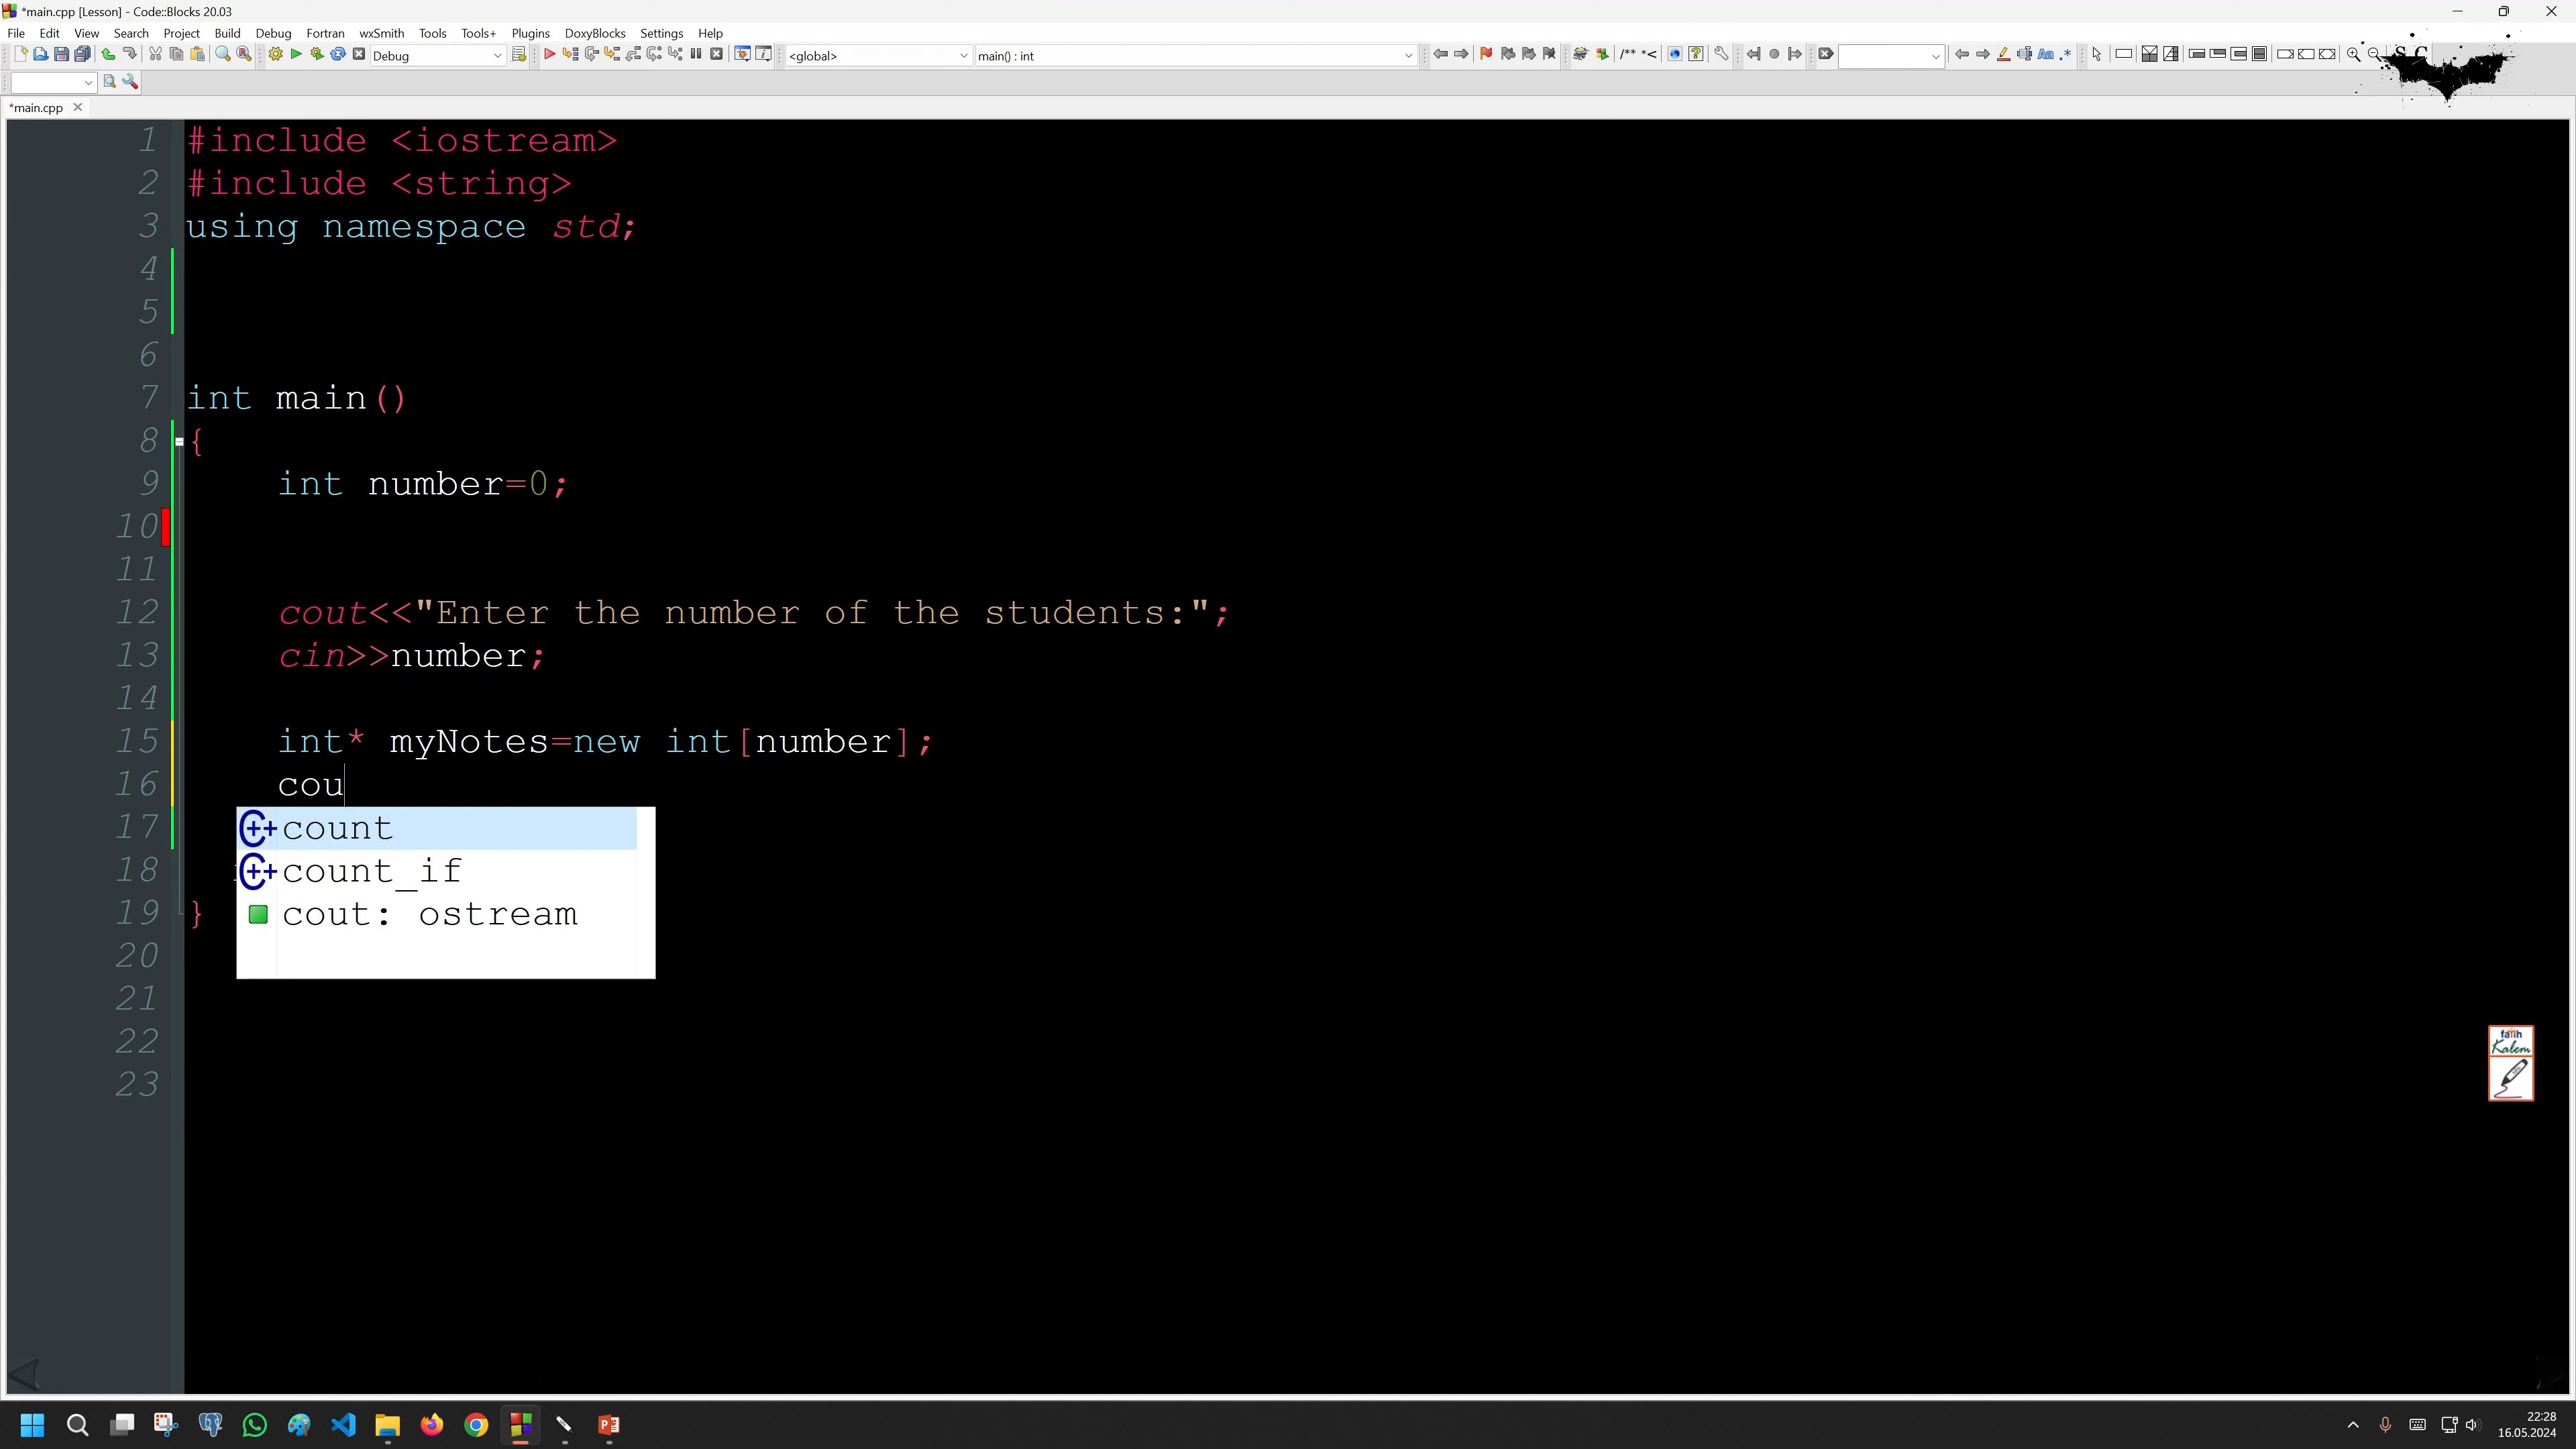 *main.cpp [Lesson] - Code::Blocks 20.03
File Edit View Search Project Build Debug Fortran wxSmith Tools Tools+ Plugins DoxyBlocks Settings Help
Debug <global> main() : int /** *< Aa .* S C
*main.cpp
1 #include <iostream>
2 #include <string>
3 using namespace std;
4
5
6
7 int main()
8 {
9 int number=0;
10
11
12 cout<<"Enter the number of the students:";
13 cin>>number;
14
15 int* myNotes=new int[number];
16 cou
17 count
18 count_if
19 } cout: ostream
20
21
22
23
fatih
Kalem
22:28
16.05.2024